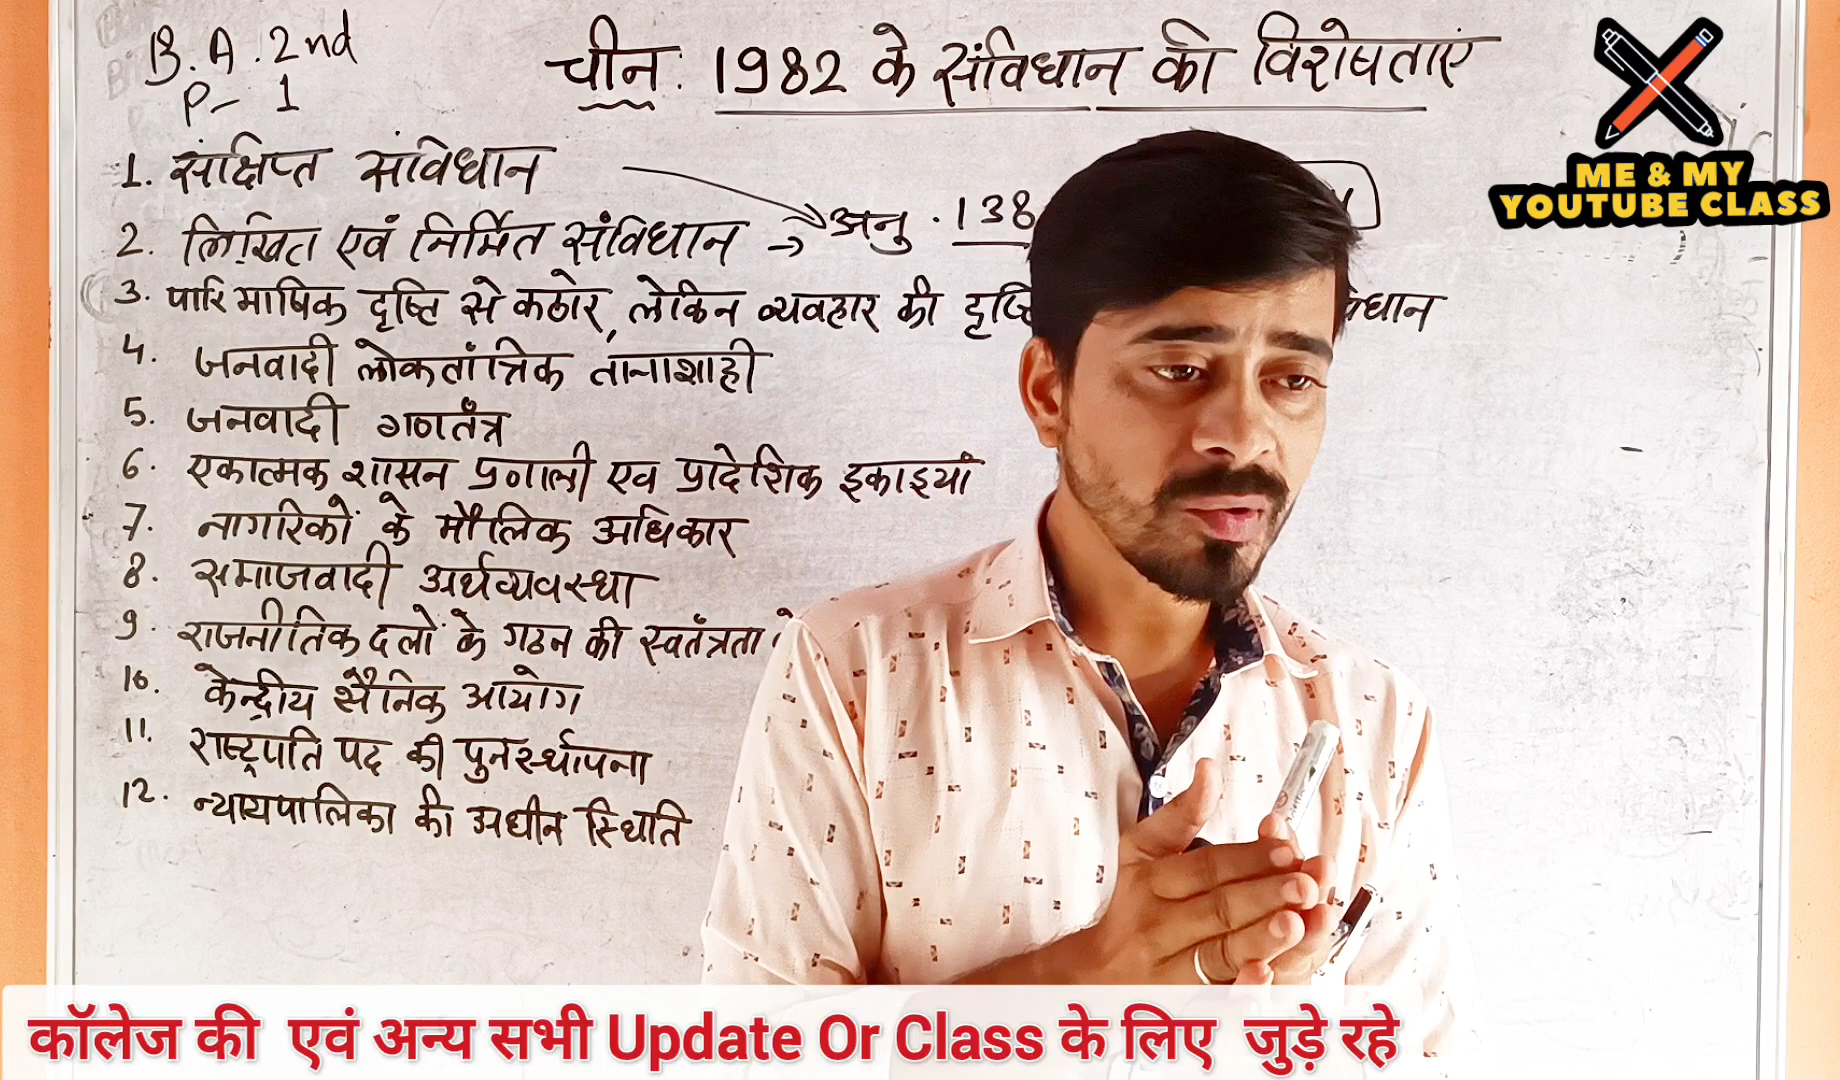 B.A. 2nd
P- 1
चीन. 1982 के संविधान की विशेषताएं
1. संक्षिप्त संविधान
2. लिखित एवं निर्मित संविधान → अनु. 138
3. पारिभाषिक दृष्टि से कठोर, लेकिन व्यवहार की
4. जनवादी लोकतांत्रिक तानाशाही
5. जनवादी गणतंत्र
6. एकात्मक शासन प्रणाली एव प्रादेशिक इकाइयां
7. नागरिकों के मौलिक अधिकार
8. समाजवादी अर्थव्यवस्था
9. राजनीतिक दलों के गठन की स्वतंत्रता
10. केन्द्रीय सैनिक आयोग
11. राष्ट्रपति पद की पुनर्स्थापना
12. न्यायपालिका की अधीन स्थिति
ME & MY
YOUTUBE CLASS
कॉलेज की एवं अन्य सभी Update Or Class के लिए जुड़े रहे